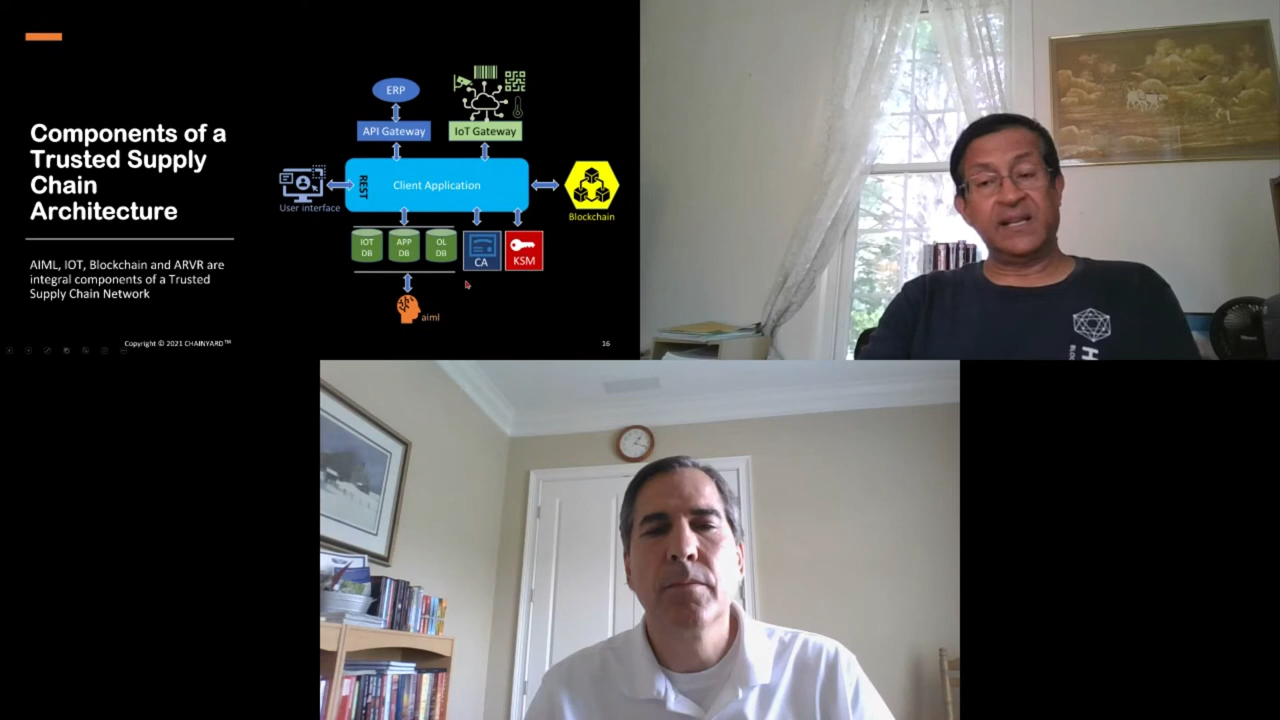 Components of a
Trusted Supply
Chain
Architecture
AIML, IOT, Blockchain and ARVR are
integral components of a Trusted
Supply Chain Network
ERP
API Gateway
IoT Gateway
REST
Client Application
User interface
Blockchain
IOT
DB
APP
DB
OL
DB
CA
KSM
aiml
Copyright © 2021 CHAINYARD™
16